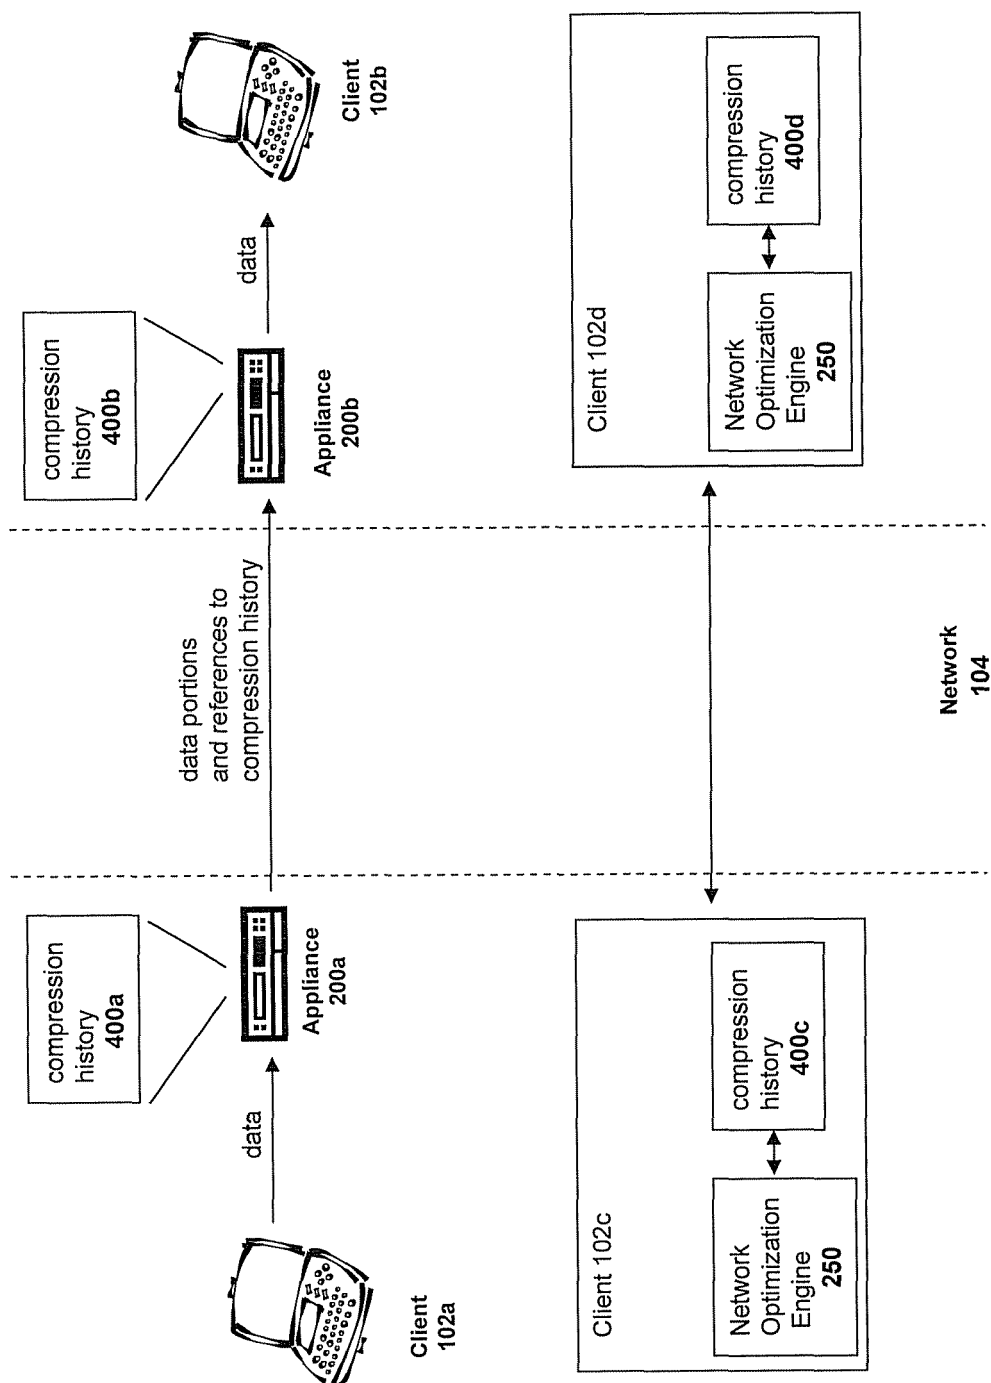 compression
history
400a
compression
history
400b
data
data portions
and references to
compression history
data
Client
102a
Appliance
200a
Appliance
200b
Client
102b
Client 102c
Network
Optimization
Engine
250
compression
history
400c
Client 102d
Network
Optimization
Engine
250
compression
history
400d
Network
104